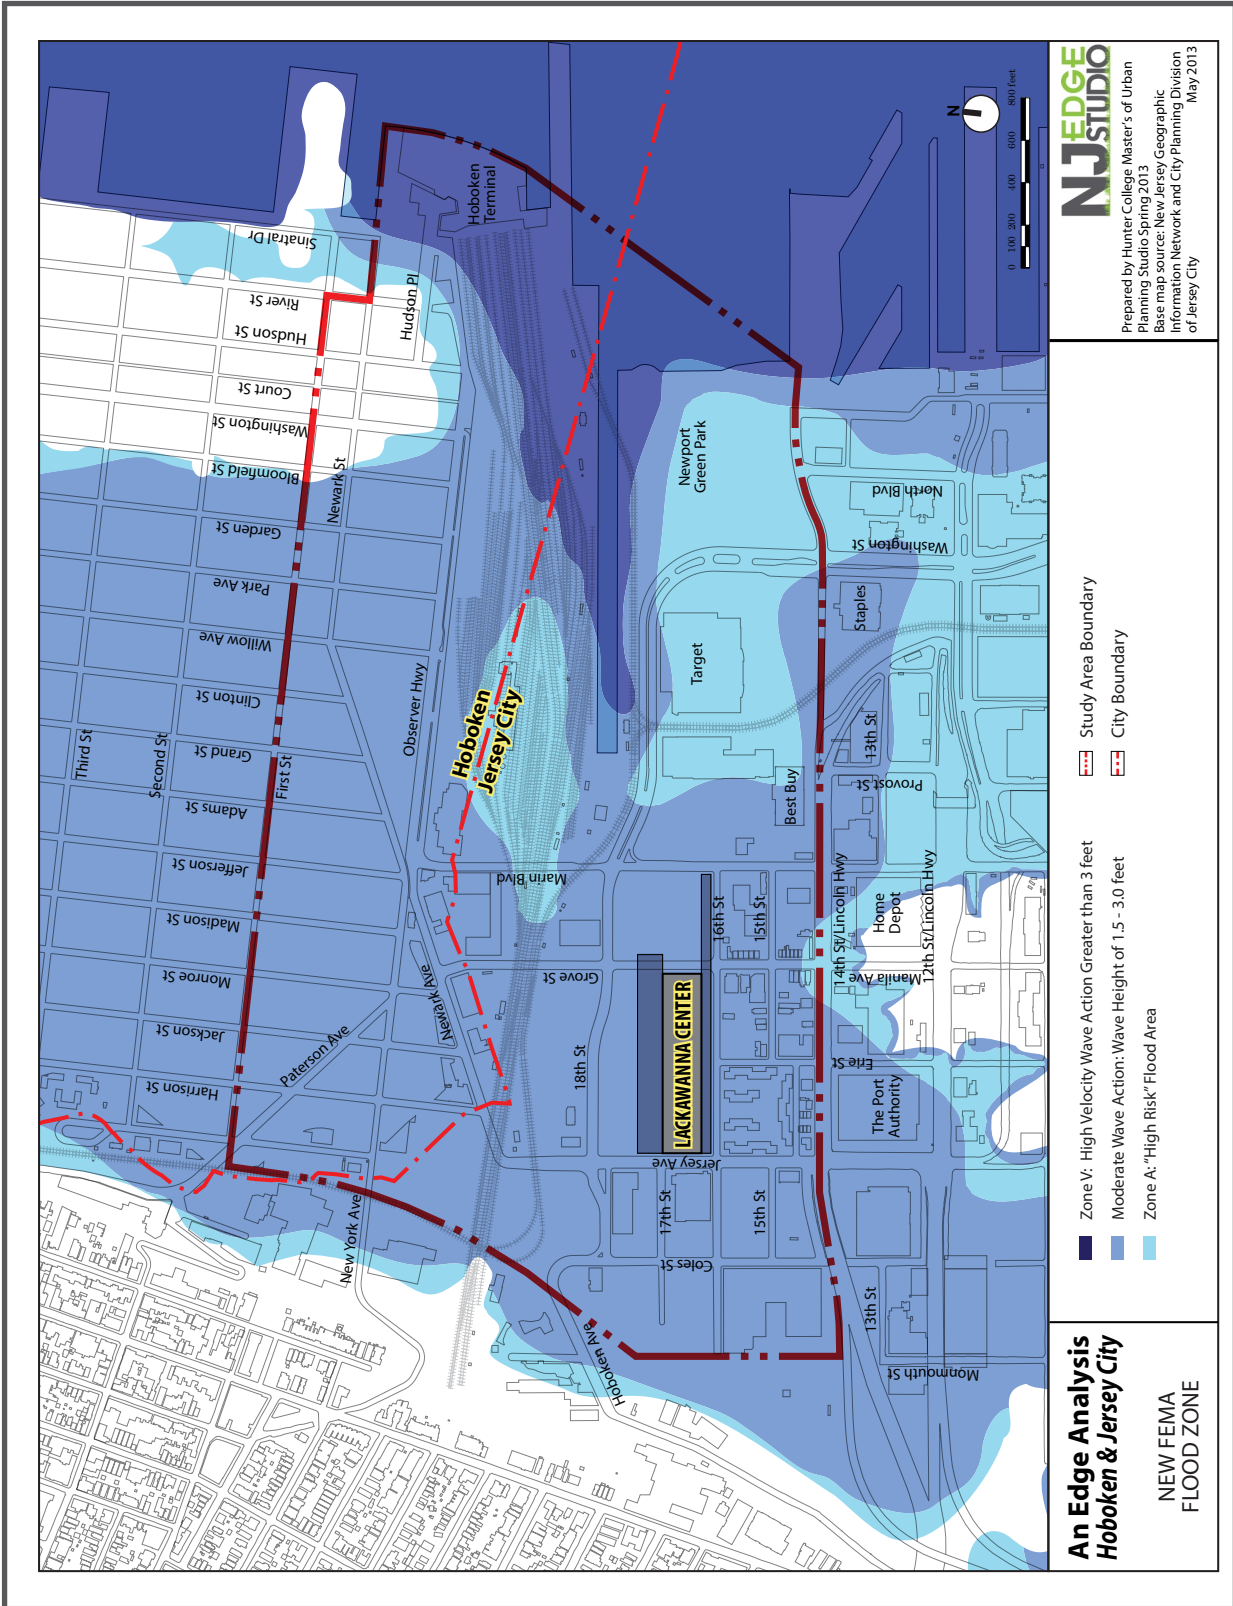 An Edge Analysis
Hoboken & Jersey City
NEW FEMA
FLOOD ZONE
Zone V: High Velocity Wave Action Greater than 3 feet
Moderate Wave Action: Wave Height of 1.5 - 3.0 feet
Zone A: "High Risk" Flood Area
Study Area Boundary
City Boundary
NJ EDGE
STUDIO
Prepared by Hunter College Master's of Urban
Planning Studio Spring 2013
Base map source: New Jersey Geographic
Information Network and City Planning Division
of Jersey City
May 2013
N
0 100 200 400 600 800 feet
Third St
Second St
First St
Newark St
Observer Hwy
Hudson Pl
Sinatral Dr
River St
Hudson St
Court St
Washington St
Bloomfield St
Garden St
Park Ave
Willow Ave
Clinton St
Grand St
Adams St
Jefferson St
Madison St
Monroe St
Jackson St
Harrison St
Paterson Ave
Newark Ave
New York Ave
Hoboken Ave
Hoboken
Terminal
Hoboken
Jersey City
Marin Blvd
Grove St
18th St
LACKAWANNA CENTER
Jersey Ave
17th St
16th St
15th St
15th St
Coles St
Newport
Green Park
Target
Best Buy
Staples
North Blvd
Washington St
13th St
Provost St
14th St/Lincoln Hwy
Home
Depot
12th St/Lincoln Hwy
Manila Ave
Erie St
The Port
Authority
13th St
Monmouth St